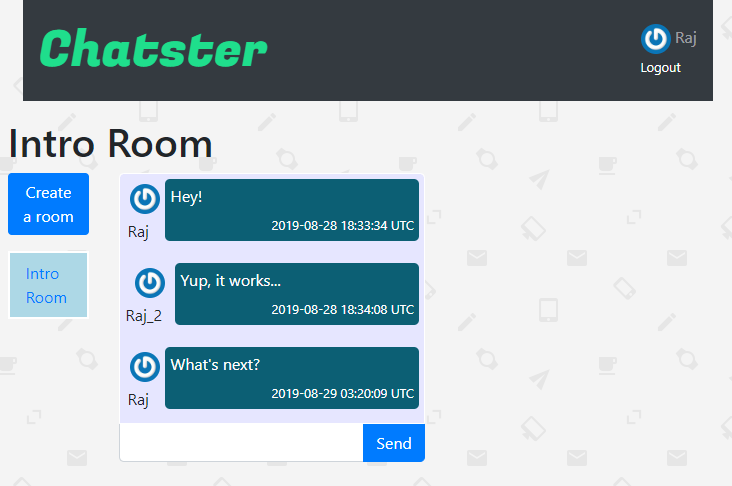 Chatster
Raj
Logout
Intro Room
Create
a room
Intro
Room
Hey!
2019-08-28 18:33:34 UTC
Raj
Yup, it works...
2019-08-28 18:34:08 UTC
Raj_2
What's next?
2019-08-29 03:20:09 UTC
Raj
Send